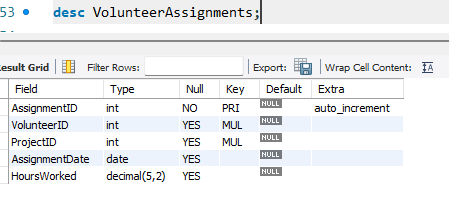 53 desc VolunteerAssignments;
Result Grid Filter Rows: Export: Wrap Cell Content:
Field Type Null Key Default Extra
AssignmentID int NO PRI NULL auto_increment
VolunteerID int YES MUL NULL
ProjectID int YES MUL NULL
AssignmentDate date YES NULL
HoursWorked decimal(5,2) YES NULL